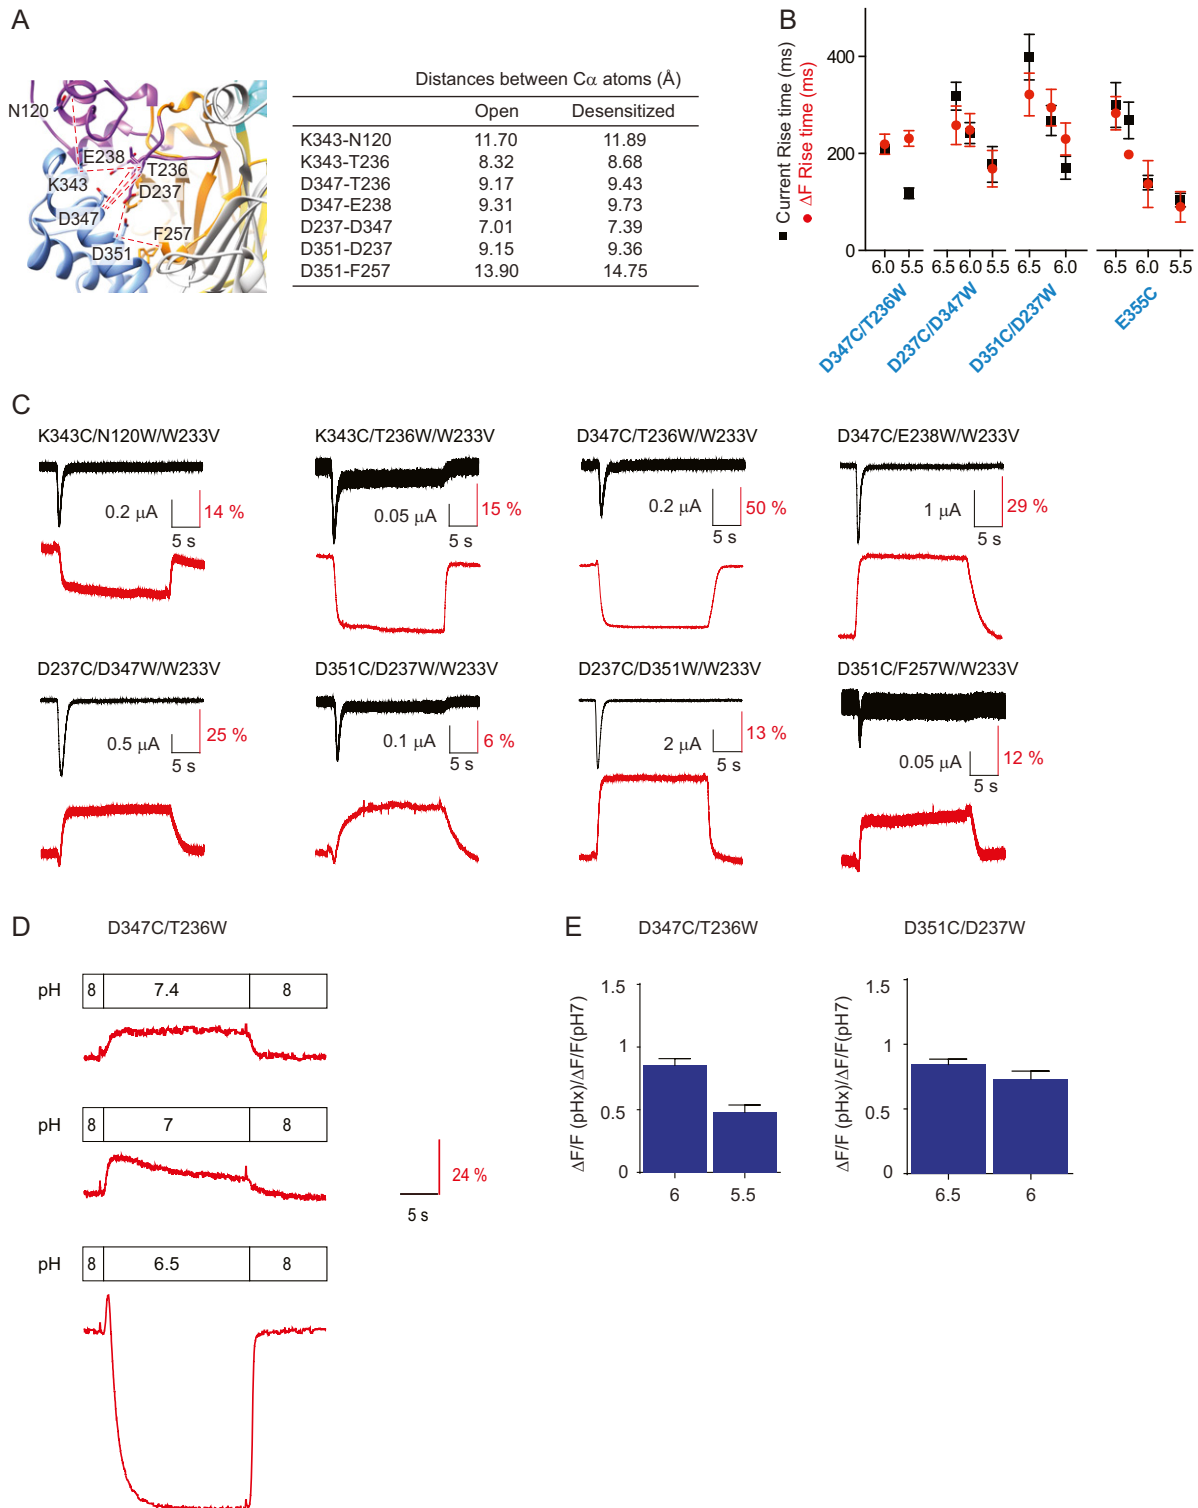 A
N120
E238
T236
K343
D237
D347
F257
D351
Distances between Cα atoms (Å)
Open Desensitized
K343-N120 11.70 11.89
K343-T236 8.32 8.68
D347-T236 9.17 9.43
D347-E238 9.31 9.73
D237-D347 7.01 7.39
D351-D237 9.15 9.36
D351-F257 13.90 14.75
B
Current Rise time (ms)
ΔF Rise time (ms)
400
200
0
6.0 5.5 6.5 6.0 5.5 6.5 6.0 6.5 6.0 5.5
D347C/T236W
D237C/D347W
D351C/D237W
E355C
C
K343C/N120W/W233V K343C/T236W/W233V D347C/T236W/W233V D347C/E238W/W233V
0.2 μA 14 % 5 s
0.05 μA 15 % 5 s
0.2 μA 50 % 5 s
1 μA 29 % 5 s
D237C/D347W/W233V D351C/D237W/W233V D237C/D351W/W233V D351C/F257W/W233V
0.5 μA 25 % 5 s
0.1 μA 6 % 5 s
2 μA 13 % 5 s
0.05 μA 12 % 5 s
D
D347C/T236W
pH 8 7.4 8
pH 8 7 8
24 %
5 s
pH 8 6.5 8
E
D347C/T236W
ΔF/F (pHx)/ΔF/F(pH7)
1.5
1
0.5
0
6 5.5
D351C/D237W
ΔF/F (pHx)/ΔF/F(pH7)
1.5
1
0.5
0
6.5 6